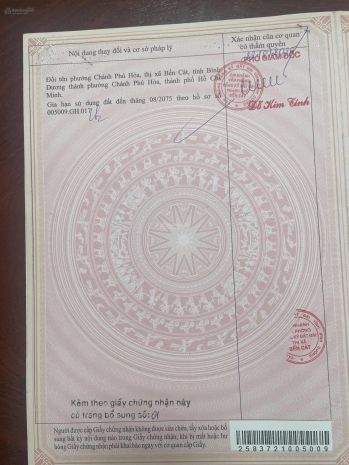 Nội dung thay đổi và cơ sở pháp lý
Xác nhận của cơ quan
có thẩm quyền
Đổi tên phường Chánh Phú Hòa, thị xã Bến Cát, tỉnh Bình
Dương thành phường Chánh Phú Hòa, thành phố Hồ Chí
Minh.
Gia hạn sử dụng đất đến tháng 08/2075 theo hồ sơ số
005009.GH.017
PHÓ GIÁM ĐỐC
Đỗ Kim Tính
BẾN CÁT
Kèm theo giấy chứng nhận này
có trang bổ sung số: 01
Người được cấp Giấy chứng nhận không được sửa chữa, tẩy xóa hoặc bổ
sung bất kỳ nội dung nào trong Giấy chứng nhận; khi bị mất hoặc hư
hỏng Giấy chứng nhận phải khai báo ngay với cơ quan cấp Giấy.
2583721005009